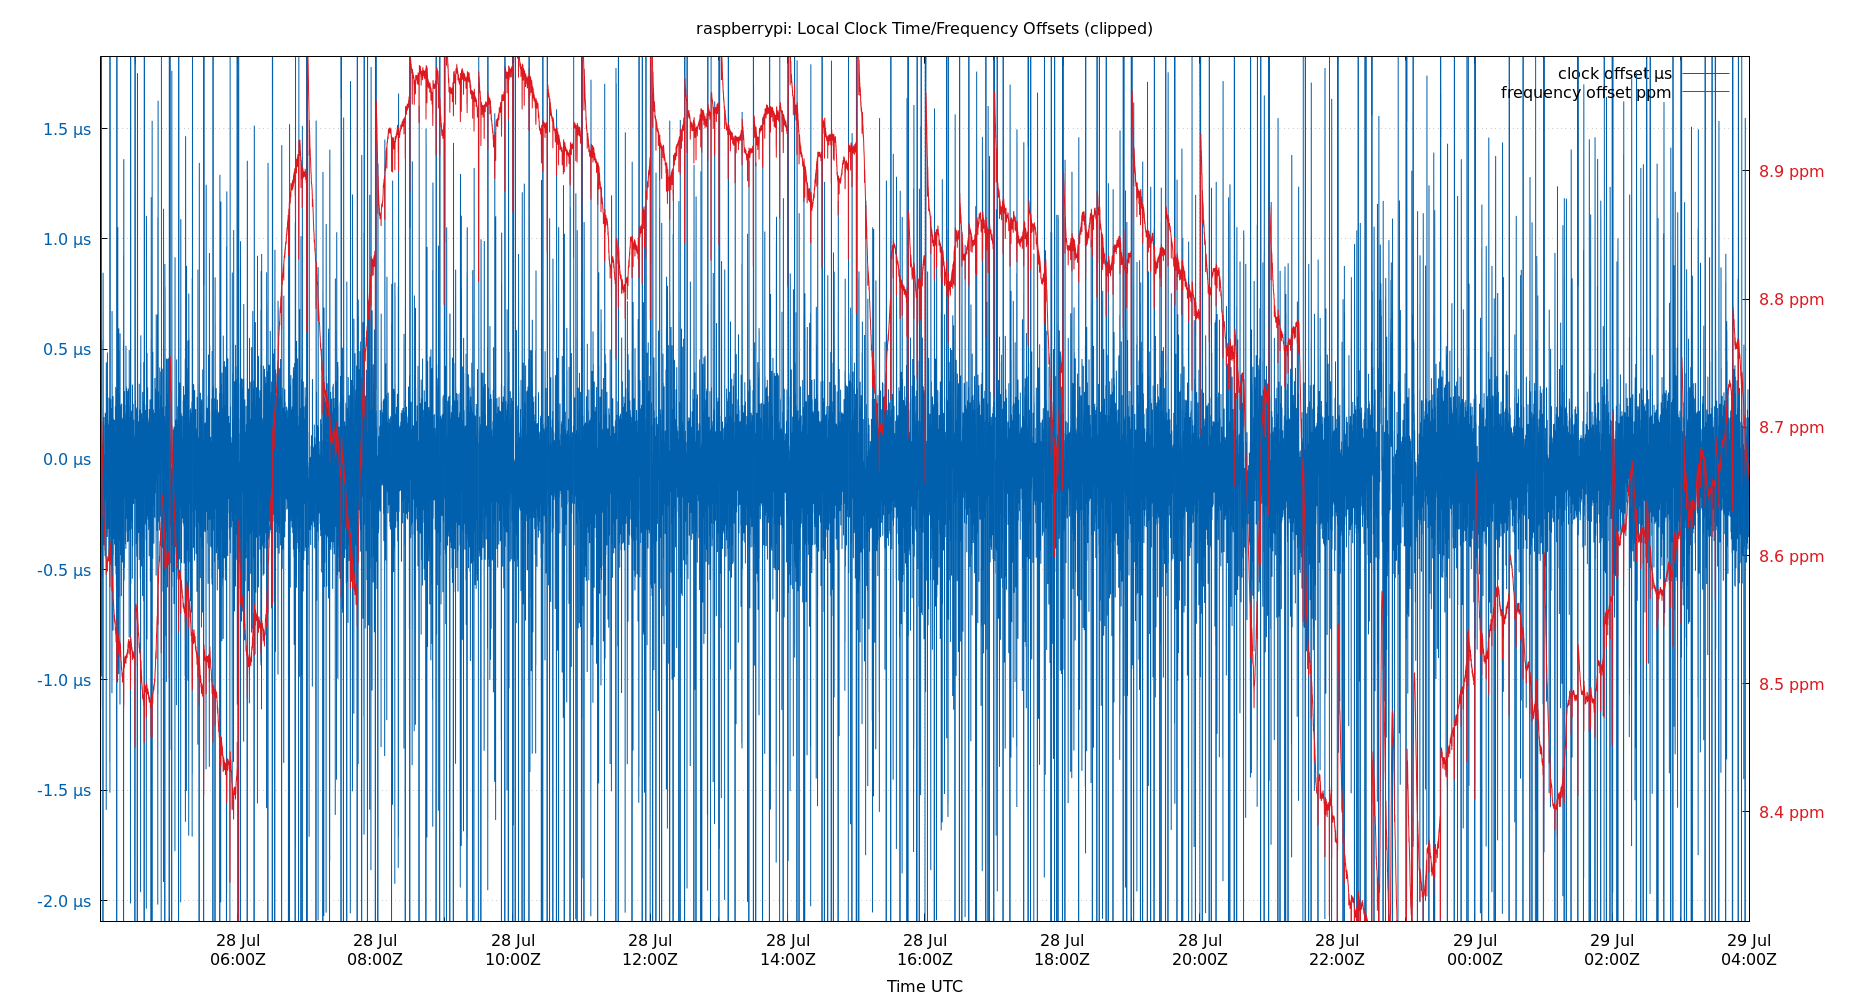 raspberrypi: Local Clock Time/Frequency Offsets (clipped)
clock offset µs
frequency offset ppm
1.5 µs
1.0 µs
0.5 µs
0.0 µs
-0.5 µs
-1.0 µs
-1.5 µs
-2.0 µs
8.9 ppm
8.8 ppm
8.7 ppm
8.6 ppm
8.5 ppm
8.4 ppm
28 Jul 28 Jul 28 Jul 28 Jul 28 Jul 28 Jul 28 Jul 28 Jul 28 Jul 29 Jul 29 Jul 29 Jul
06:00Z 08:00Z 10:00Z 12:00Z 14:00Z 16:00Z 18:00Z 20:00Z 22:00Z 00:00Z 02:00Z 04:00Z
Time UTC